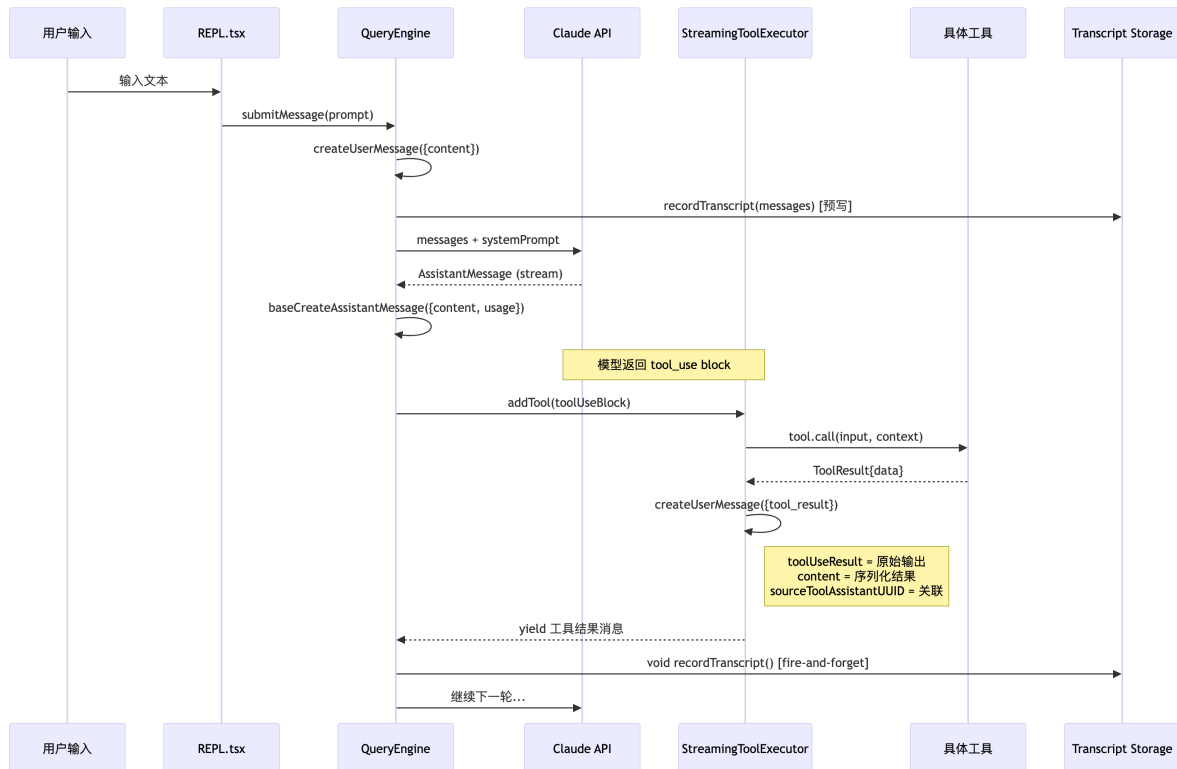 用户输入
REPL.tsx
QueryEngine
Claude API
StreamingToolExecutor
具体工具
Transcript Storage
输入文本
submitMessage(prompt)
createUserMessage({content})
recordTranscript(messages) [预写]
messages + systemPrompt
AssistantMessage (stream)
baseCreateAssistantMessage({content, usage})
模型返回 tool_use block
addTool(toolUseBlock)
tool.call(input, context)
ToolResult{data}
createUserMessage({tool_result})
toolUseResult = 原始输出
content = 序列化结果
sourceToolAssistantUUID = 关联
yield 工具结果消息
void recordTranscript() [fire-and-forget]
继续下一轮...
用户输入
REPL.tsx
QueryEngine
Claude API
StreamingToolExecutor
具体工具
Transcript Storage